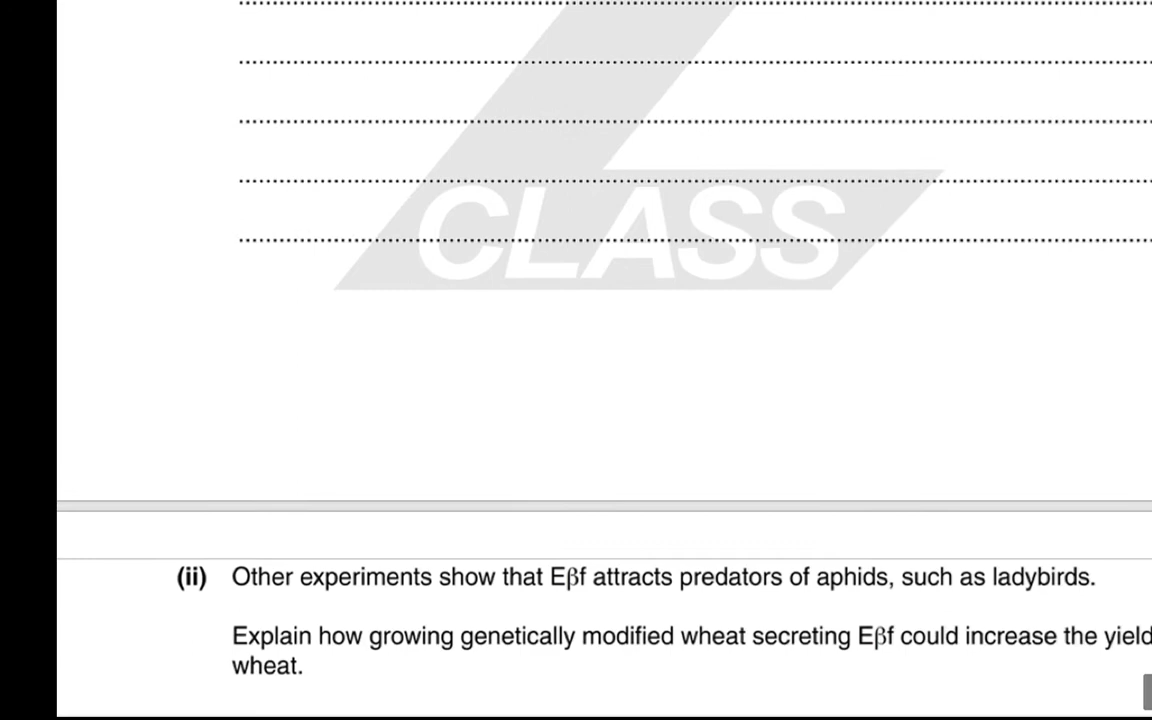 CLASS
(ii) Other experiments show that Eβf attracts predators of aphids, such as ladybirds.
Explain how growing genetically modified wheat secreting Eβf could increase the yield
wheat.